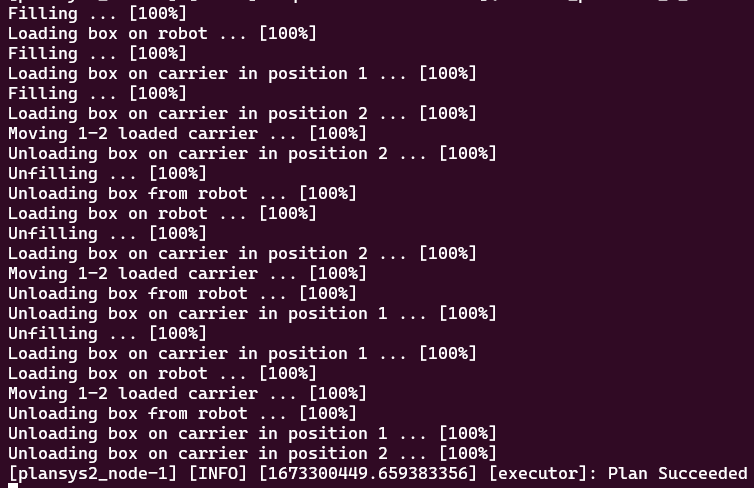 Filling ... [100%]
Loading box on robot ... [100%]
Filling ... [100%]
Loading box on carrier in position 1 ... [100%]
Filling ... [100%]
Loading box on carrier in position 2 ... [100%]
Moving 1-2 loaded carrier ... [100%]
Unloading box on carrier in position 2 ... [100%]
Unfilling ... [100%]
Unloading box from robot ... [100%]
Loading box on robot ... [100%]
Unfilling ... [100%]
Loading box on carrier in position 2 ... [100%]
Moving 1-2 loaded carrier ... [100%]
Unloading box from robot ... [100%]
Unloading box on carrier in position 1 ... [100%]
Unfilling ... [100%]
Loading box on carrier in position 1 ... [100%]
Loading box on robot ... [100%]
Moving 1-2 loaded carrier ... [100%]
Unloading box from robot ... [100%]
Unloading box on carrier in position 1 ... [100%]
Unloading box on carrier in position 2 ... [100%]
[plansys2_node-1] [INFO] [1673300449.659383356] [executor]: Plan Succeeded